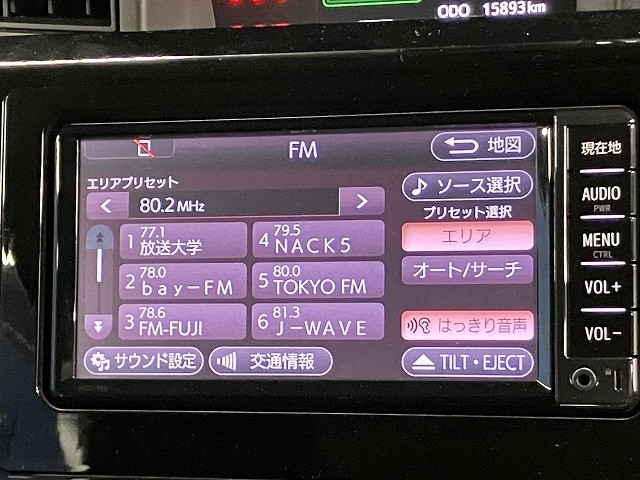 ODO 15893km
FM
地図
現在地
エリアプリセット
ソース選択
80.2MHz
プリセット選択
AUDIO
PWR
1 77.1 放送大学
4 79.5 NACK5
エリア
2 78.0 bay-FM
5 80.0 TOKYO FM
オート/サーチ
MENU
CTRL
3 78.6 FM-FUJI
6 81.3 J-WAVE
はっきり音声
VOL+
サウンド設定
交通情報
TILT・EJECT
VOL-